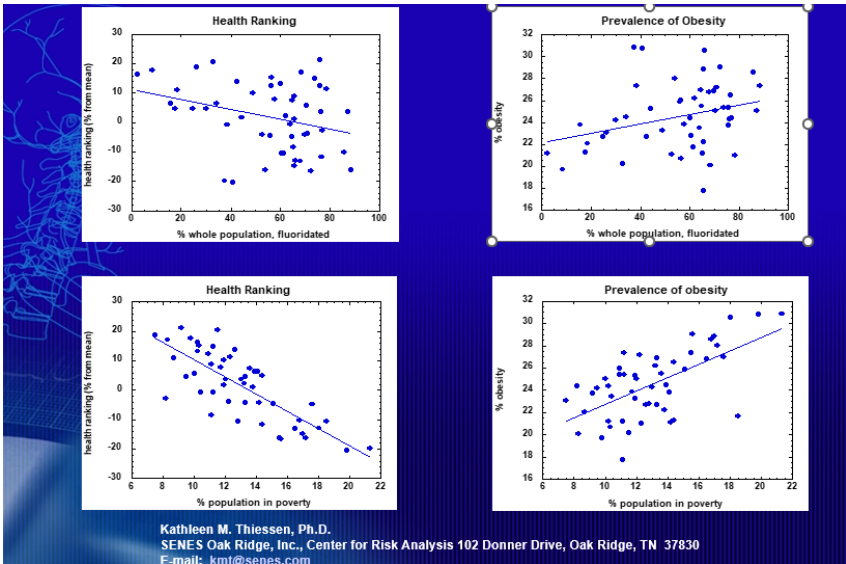 Health Ranking
30
20
10
0
-10
-20
-30
health ranking (% from mean)
0 20 40 60 80 100
% whole population, fluoridated
Prevalence of Obesity
32
30
28
26
24
22
20
18
16
% obesity
0 20 40 60 80 100
% whole population, fluoridated
Health Ranking
30
20
10
0
-10
-20
-30
health ranking (% from mean)
6 8 10 12 14 16 18 20 22
% population in poverty
Prevalence of obesity
32
30
28
26
24
22
20
18
16
% obesity
6 8 10 12 14 16 18 20 22
% population in poverty
Kathleen M. Thiessen, Ph.D.
SENES Oak Ridge, Inc., Center for Risk Analysis 102 Donner Drive, Oak Ridge, TN 37830
E-mail: kmt@senes.com